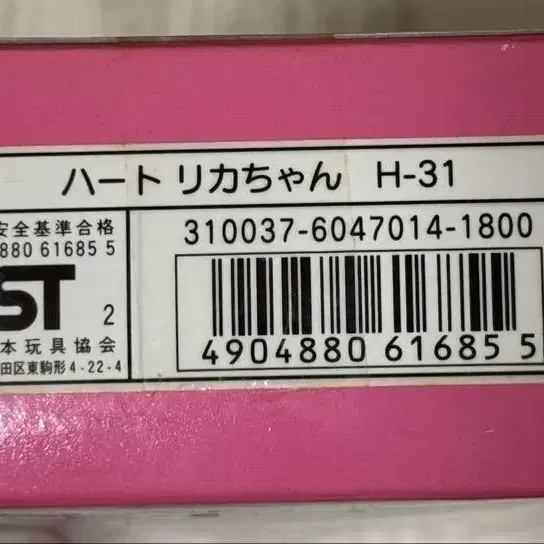 ハート リカちゃん H-31
安全基準合格
880 61685 5
ST 2
本玩具協会
田区東駒形4-22-4
310037-6047014-1800
4904880 61685 5